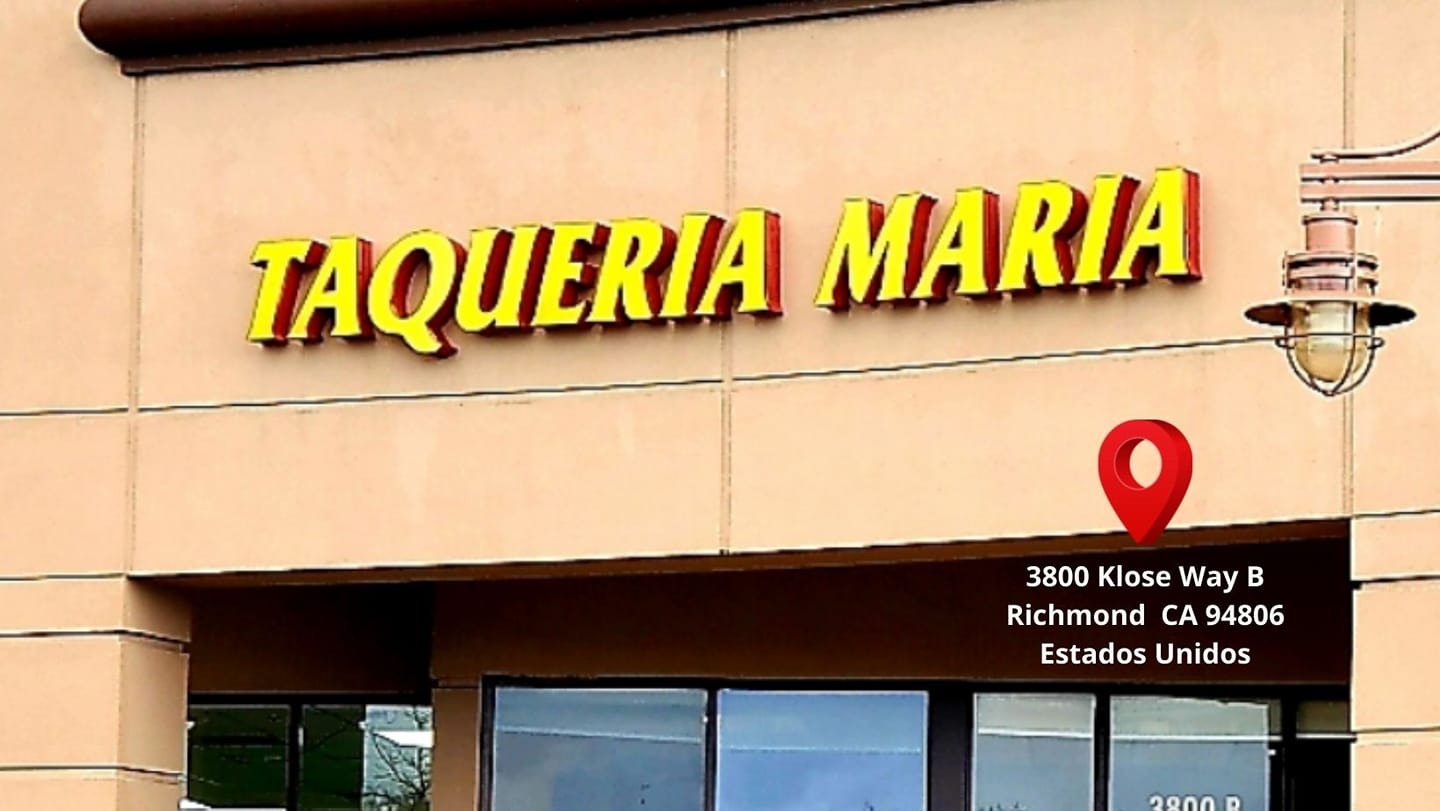 TAQUERIA MARIA
3800 Klose Way B
Richmond  CA 94806
Estados Unidos
3800 B